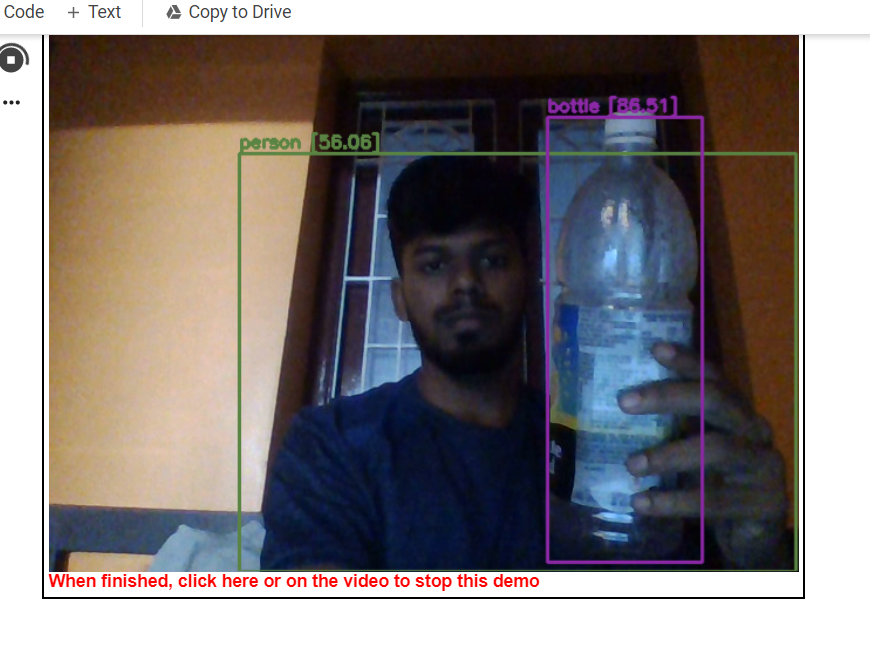 Code + Text Copy to Drive
bottle [86.51]
person [56.06]
When finished, click here or on the video to stop this demo